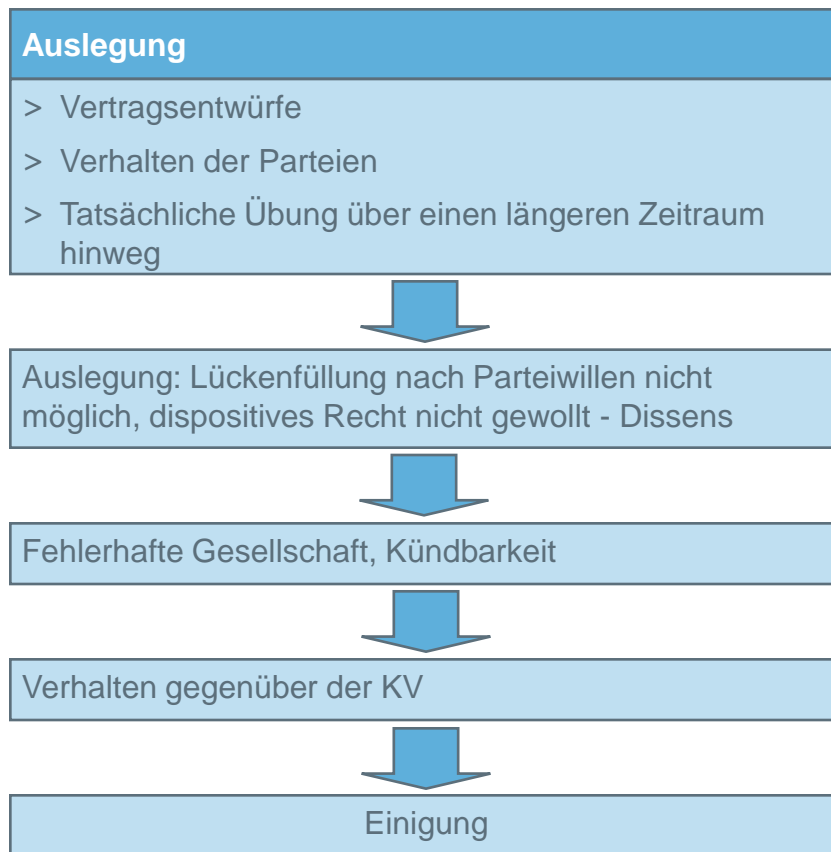 Auslegung
> Vertragsentwürfe
> Verhalten der Parteien
> Tatsächliche Übung über einen längeren Zeitraum
hinweg
Auslegung: Lückenfüllung nach Parteiwillen nicht
möglich, dispositives Recht nicht gewollt - Dissens
Fehlerhafte Gesellschaft, Kündbarkeit
Verhalten gegenüber der KV
Einigung